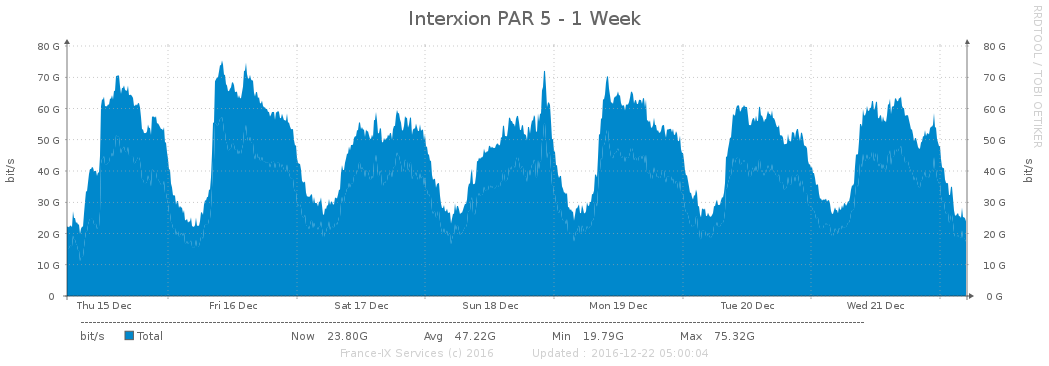 Interxion PAR 5 - 1 Week
RRDTOOL / TOBI OETIKER
80 G 80 G
70 G 70 G
60 G 60 G
50 G 50 G
40 G 40 G
30 G 30 G
20 G 20 G
10 G 10 G
0 0 G
bit/s bit/s
Thu 15 Dec Fri 16 Dec Sat 17 Dec Sun 18 Dec Mon 19 Dec Tue 20 Dec Wed 21 Dec
bit/s Total Now 23.80G Avg 47.22G Min 19.79G Max 75.32G
France-IX Services (c) 2016 Updated : 2016-12-22 05:00:04